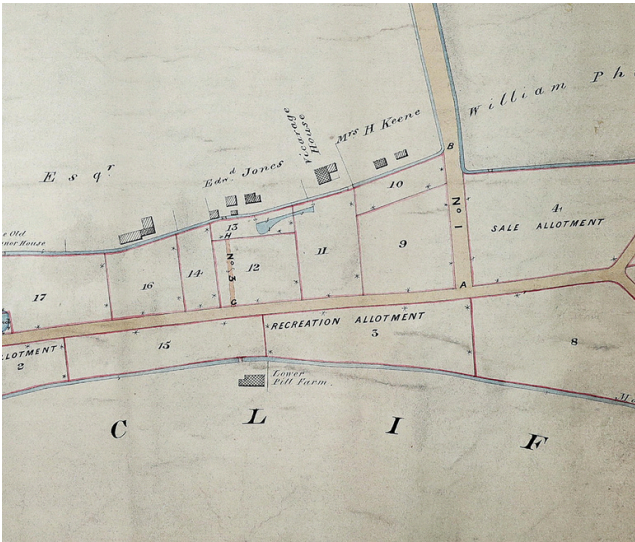 William Ph
Mrs H Keene
Vicarage
House
Esqr
Edwd Jones
B
10
4
SALE ALLOTMENT
No 1
13
H
No 3
12
11
9
e Old
nor House
14
16
17
G
A
RECREATION ALLOTMENT
3
15
LLOTMENT
2
8
Lower
Pill Farm
C L I F